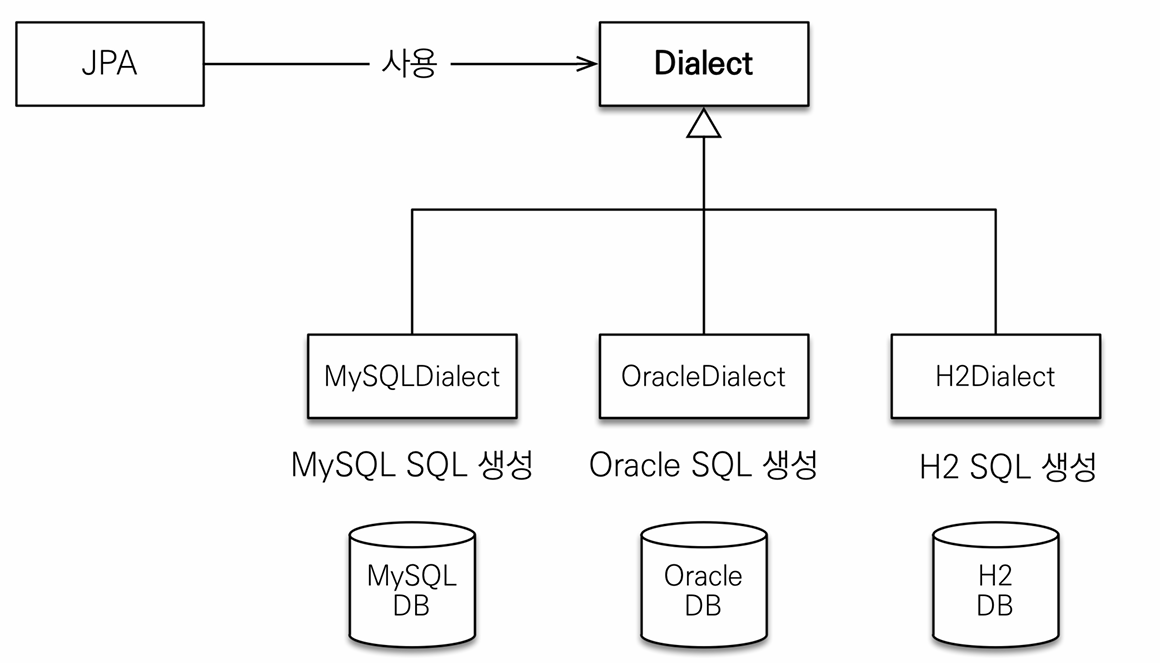 JPA
사용
Dialect
MySQLDialect
OracleDialect
H2Dialect
MySQL SQL 생성
Oracle SQL 생성
H2 SQL 생성
MySQL
DB
Oracle
DB
H2
DB